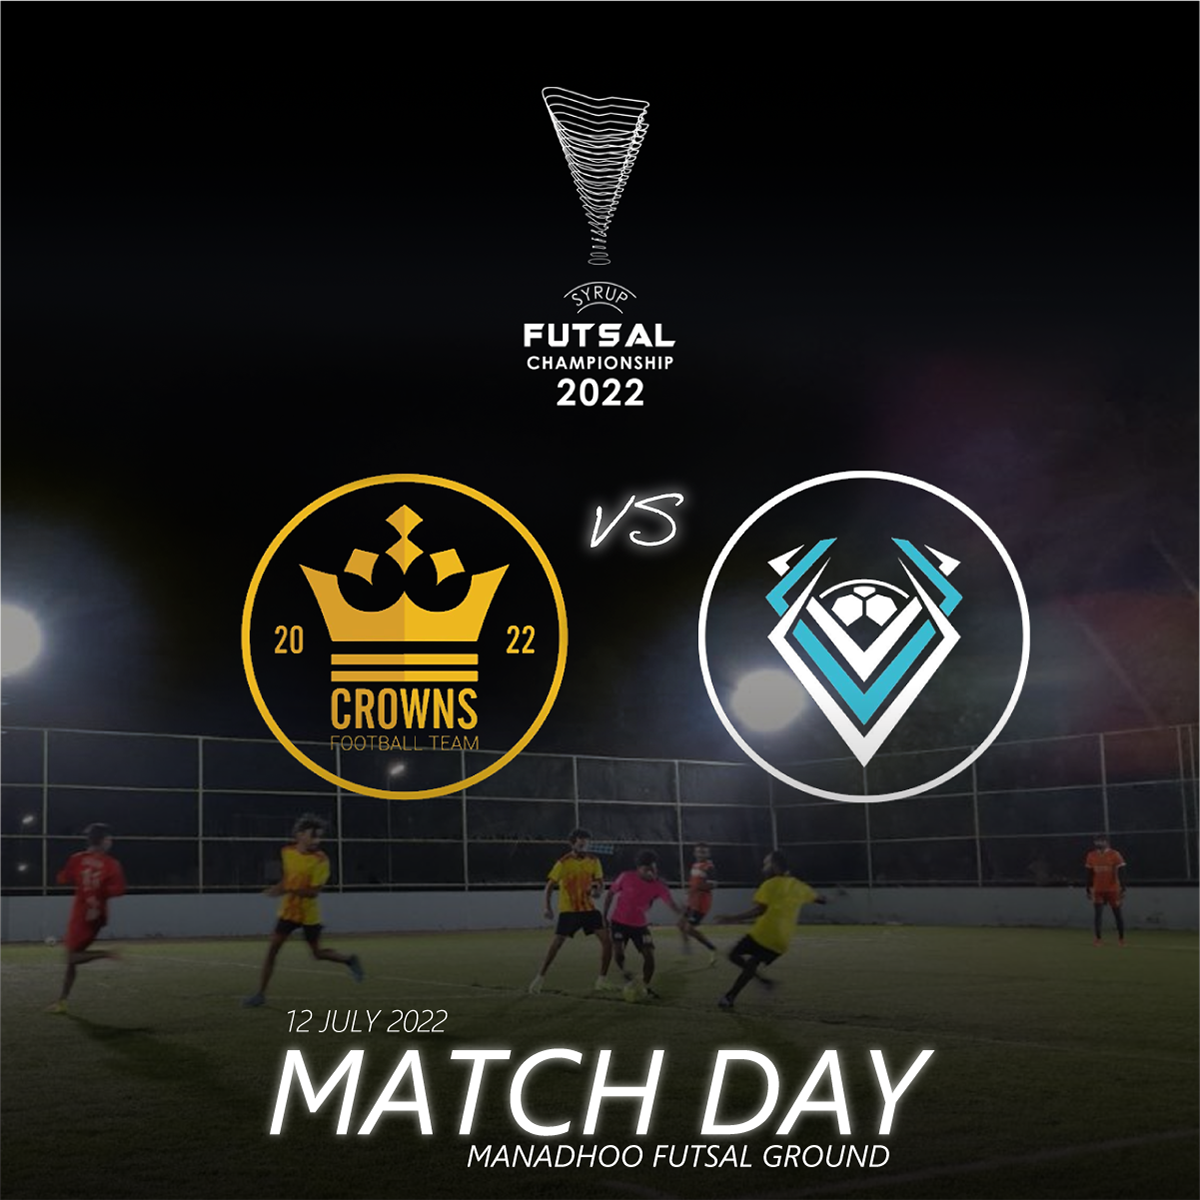 SYRUP
FUTSAL
CHAMPIONSHIP
2022
VS
20 22
CROWNS
FOOTBALL TEAM
12 JULY 2022
MATCH DAY
MANADHOO FUTSAL GROUND